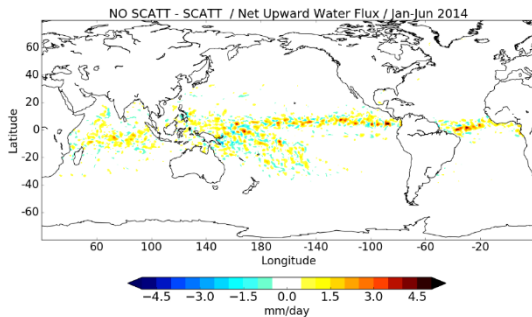 NO SCATT - SCATT / Net Upward Water Flux / Jan-Jun 2014
80
60
40
20
0
-20
-40
-60
Latitude
60 100 140 -180 -140 -100 -60 -20
Longitude
-4.5 -3.0 -1.5 0.0 1.5 3.0 4.5
mm/day